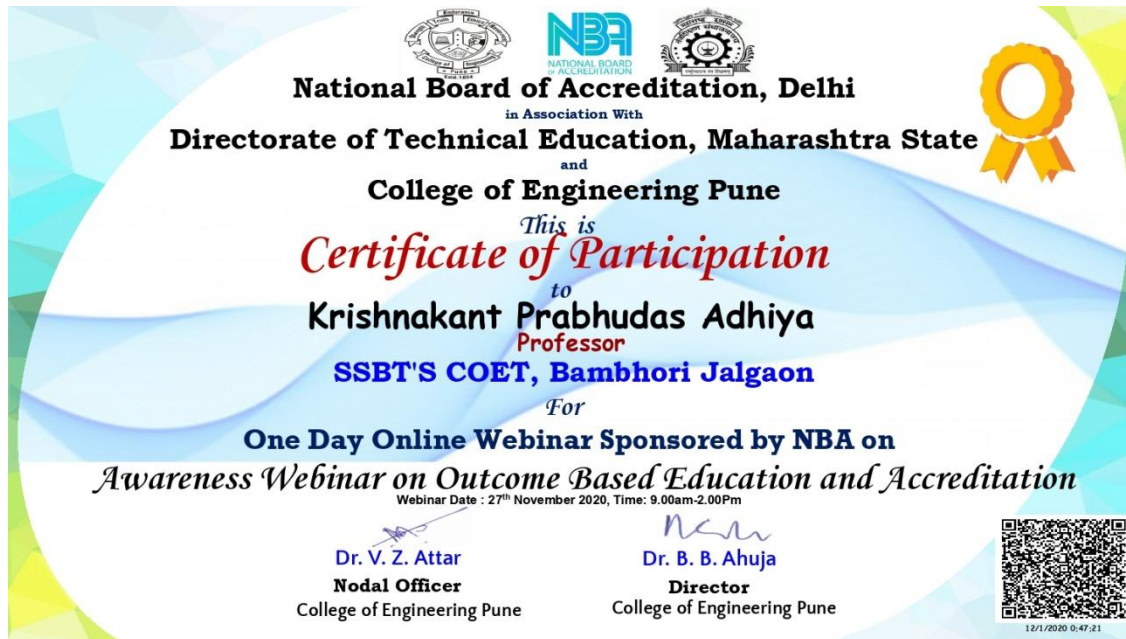 NBA
NATIONAL BOARD
OF ACCREDITATION
National Board of Accreditation, Delhi
in Association With
Directorate of Technical Education, Maharashtra State
and
College of Engineering Pune
This is
Certificate of Participation
to
Krishnakant Prabhudas Adhiya
Professor
SSBT'S COET, Bambhori Jalgaon
For
One Day Online Webinar Sponsored by NBA on
Awareness Webinar on Outcome Based Education and Accreditation
Webinar Date : 27th November 2020, Time: 9.00am-2.00Pm
Dr. V. Z. Attar
Nodal Officer
College of Engineering Pune
Dr. B. B. Ahuja
Director
College of Engineering Pune
12/1/2020 0:47:21